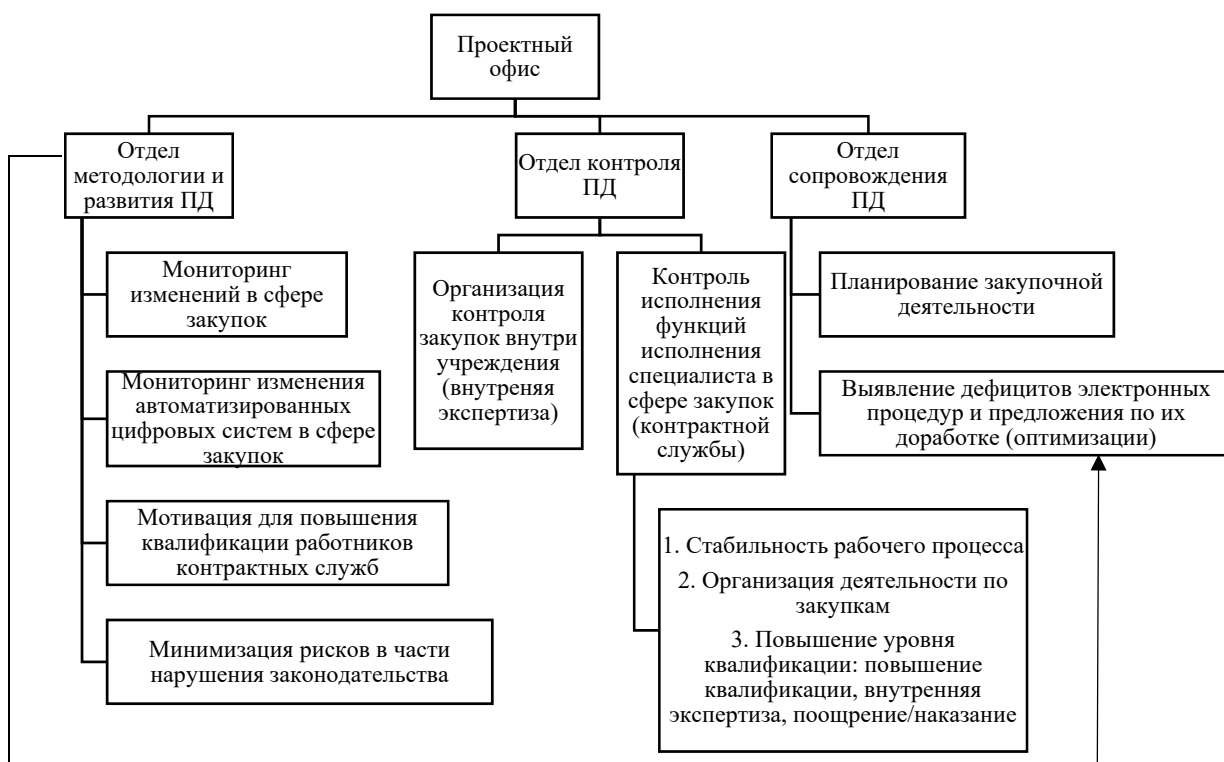 Проектный
офис
Отдел
методологии и
развития ПД
Отдел контроля
ПД
Отдел
сопровождения
ПД
Мониторинг
изменений в сфере
закупок
Мониторинг изменения
автоматизированных
цифровых систем в сфере
закупок
Мотивация для повышения
квалификации работников
контрактных служб
Минимизация рисков в части
нарушения законодательства
Организация
контроля
закупок внутри
учреждения
(внутреняя
экспертиза)
Контроль
исполнения
функций
исполнения
специалиста в
сфере закупок
(контрактной
службы)
1. Стабильность рабочего процесса
2. Организация деятельности по
закупкам
3. Повышение уровня
квалификации: повышение
квалификации, внутренняя
экспертиза, поощрение/наказание
Планирование закупочной
деятельности
Выявление дефицитов электронных
процедур и предложения по их
доработке (оптимизации)